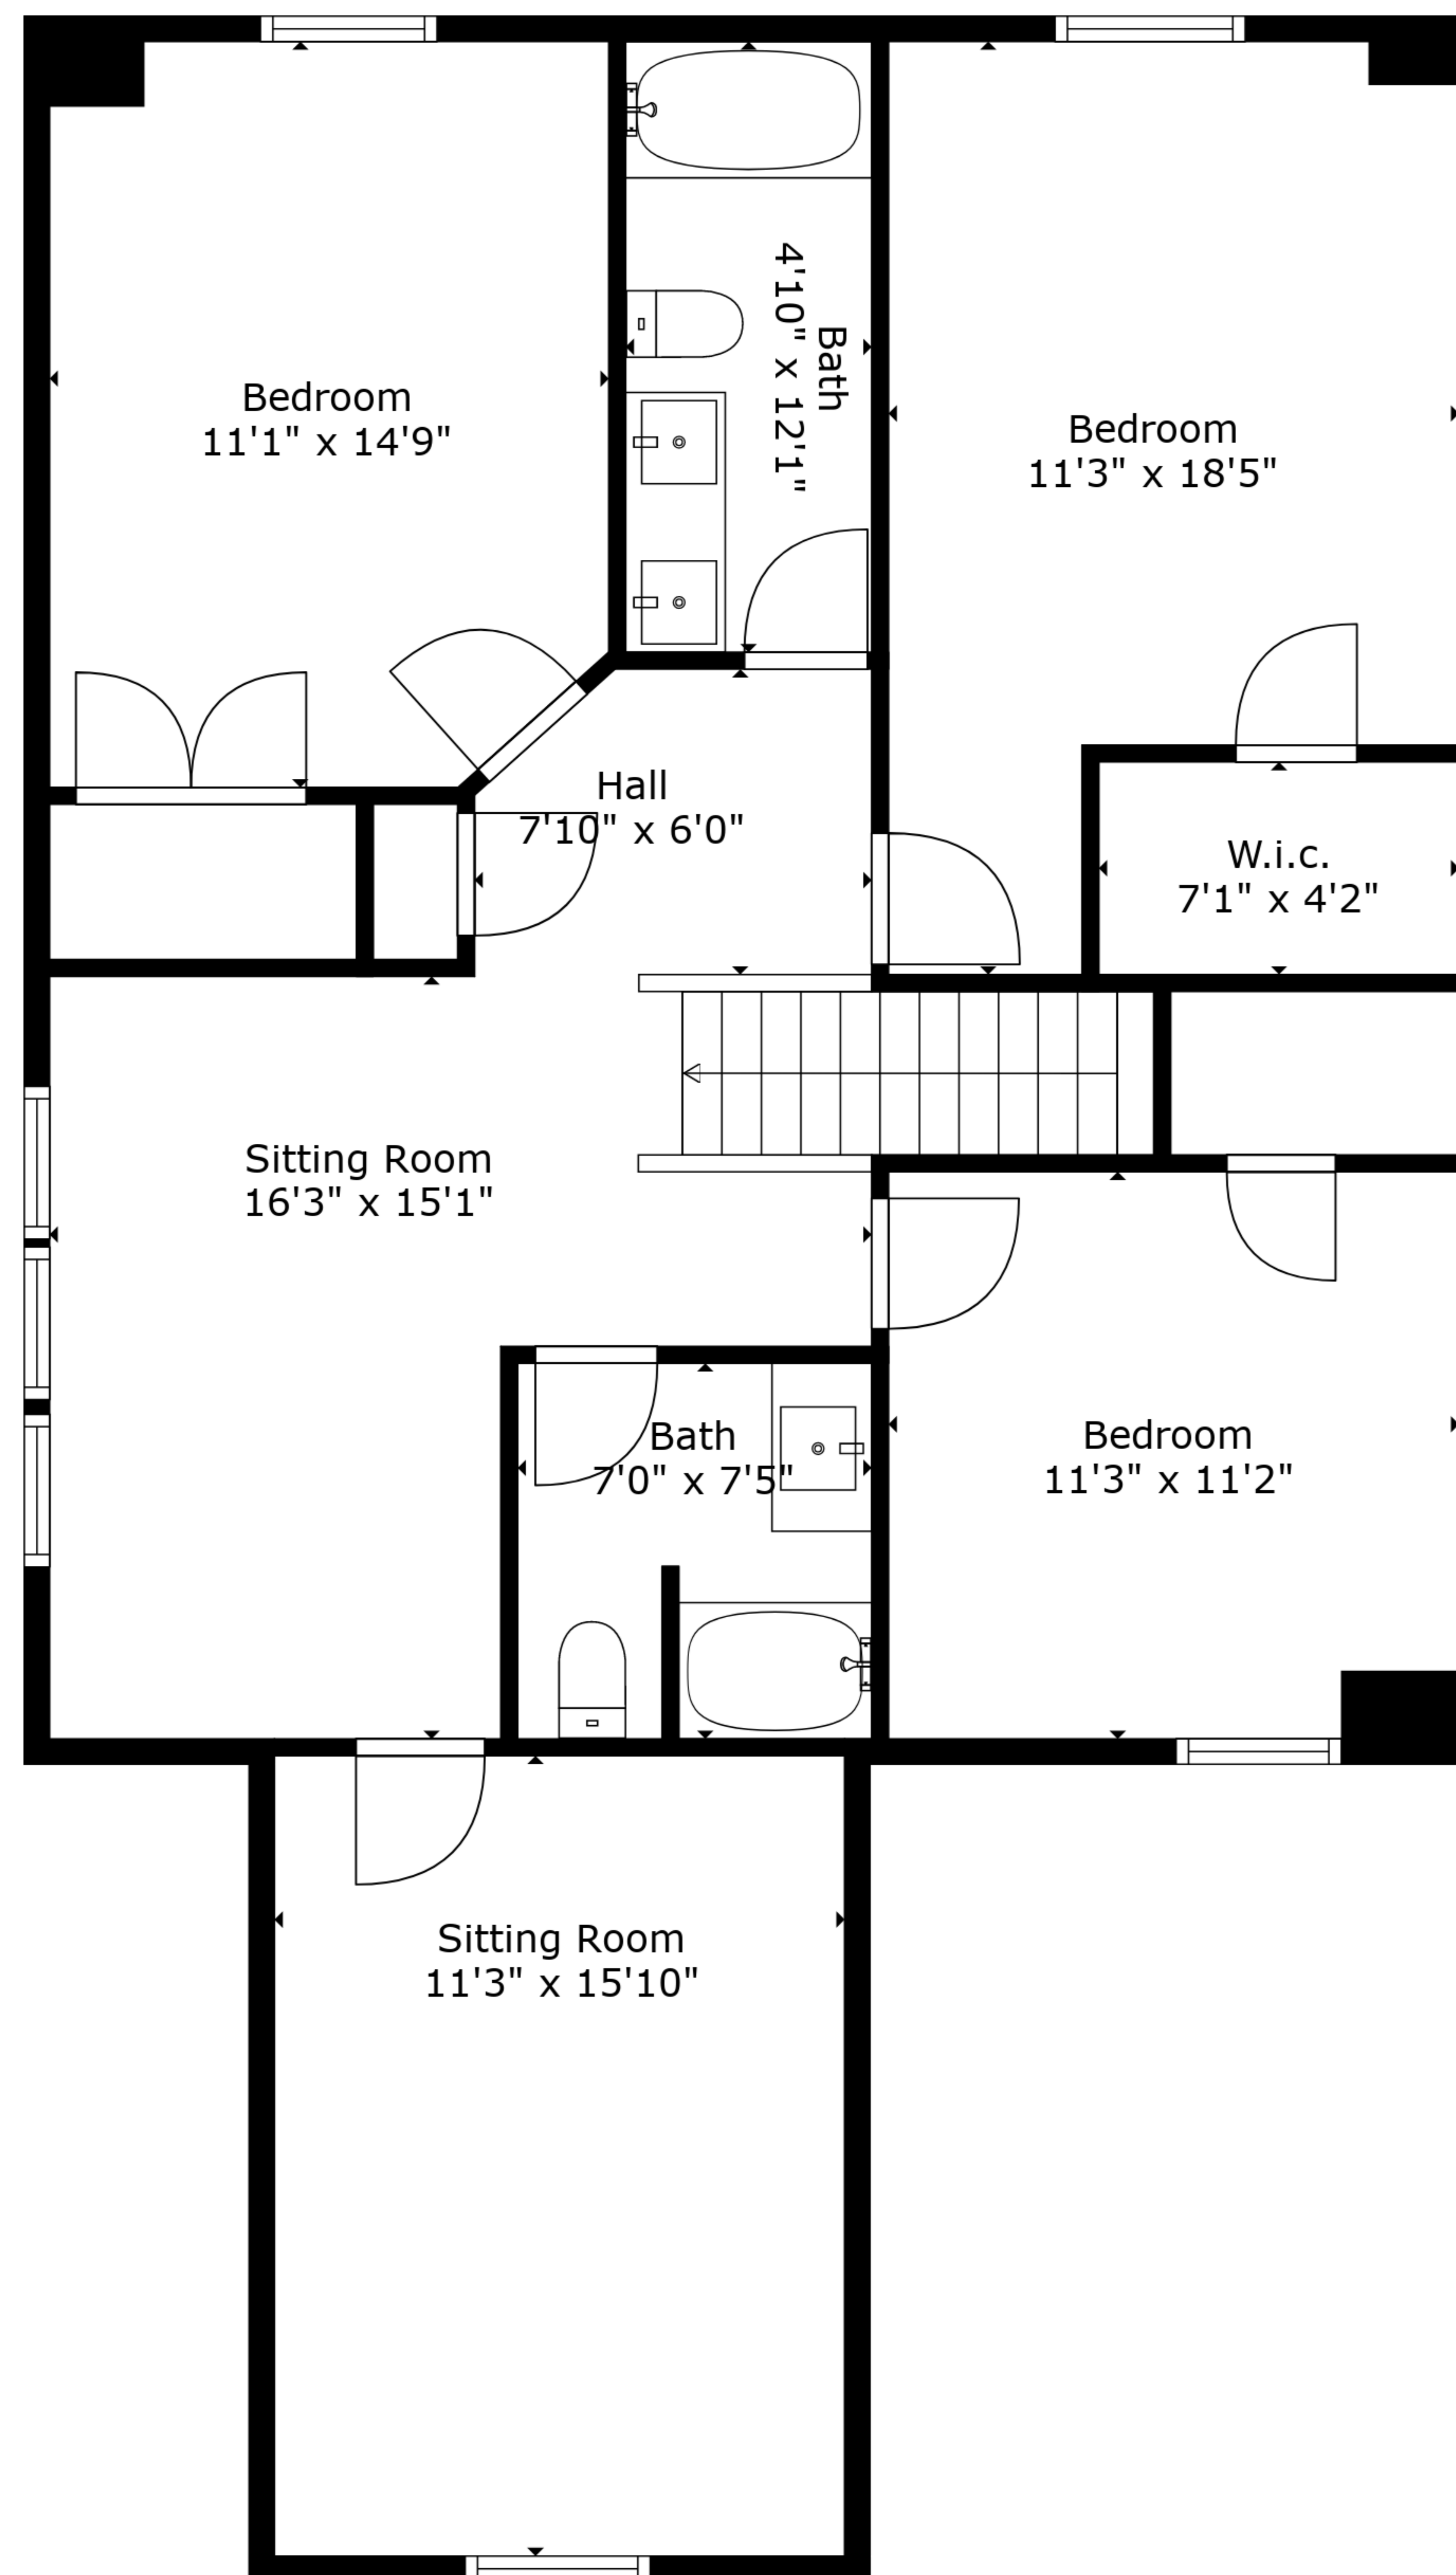 Bath
4'10" x 12'1"
Bedroom
11'1" x 14'9"
Bedroom
11'3" x 18'5"
Hall
7'10" x 6'0"
W.i.c.
7'1" x 4'2"
Sitting Room
16'3" x 15'1"
Bath
7'0" x 7'5"
Bedroom
11'3" x 11'2"
Sitting Room
11'3" x 15'10"